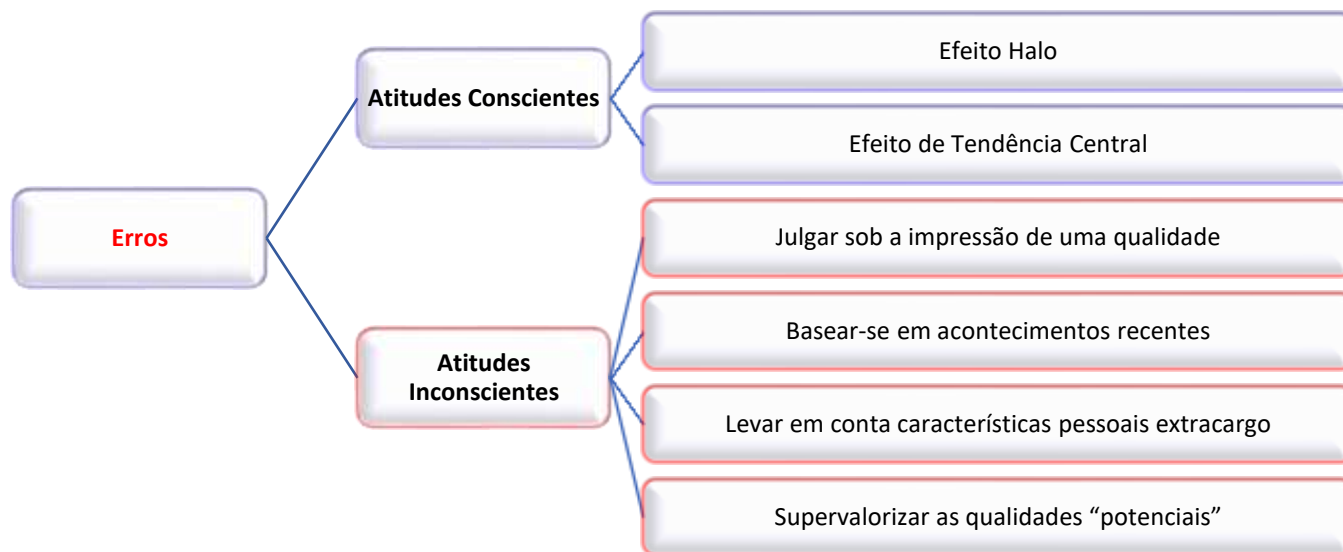 Erros
Atitudes Conscientes
Efeito Halo
Efeito de Tendência Central
Atitudes
Inconscientes
Julgar sob a impressão de uma qualidade
Basear-se em acontecimentos recentes
Levar em conta características pessoais extracargo
Supervalorizar as qualidades “potenciais”